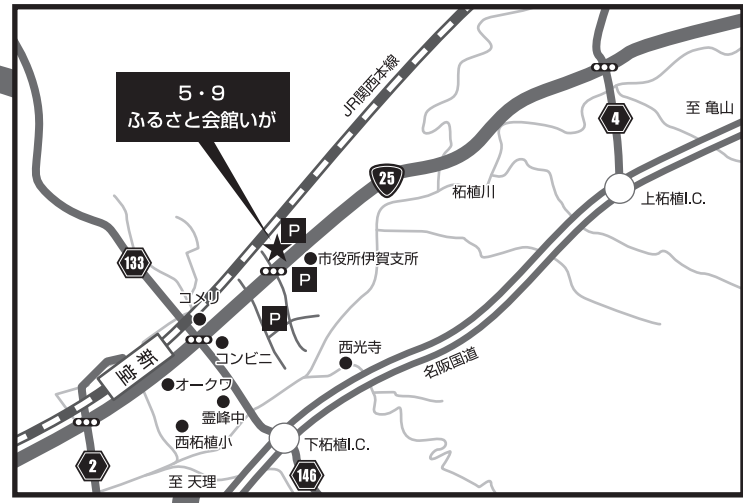 5・9
ふるさと会館いが
JR関西本線
4
至 亀山
25
柘植川
上柘植I.C.
P
133
市役所伊賀支所
P
コメリ
P
新堂
コンビニ
西光寺
名阪国道
オークワ
霊峰中
西柘植小
下柘植I.C.
2
至 天理
146